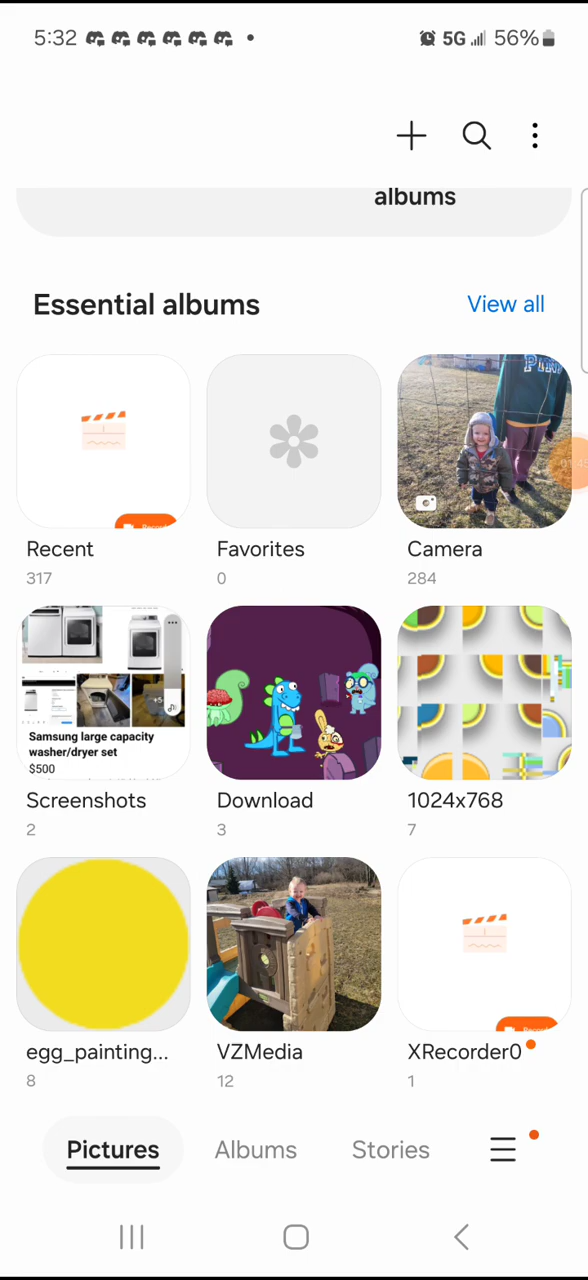 5:32
5G 56%
albums
Essential albums
View all
Recent
317
Favorites
0
Camera
284
Samsung large capacity
washer/dryer set
$500
Screenshots
2
Download
3
1024x768
7
egg_painting...
8
VZMedia
12
XRecorder0
1
Pictures
Albums
Stories